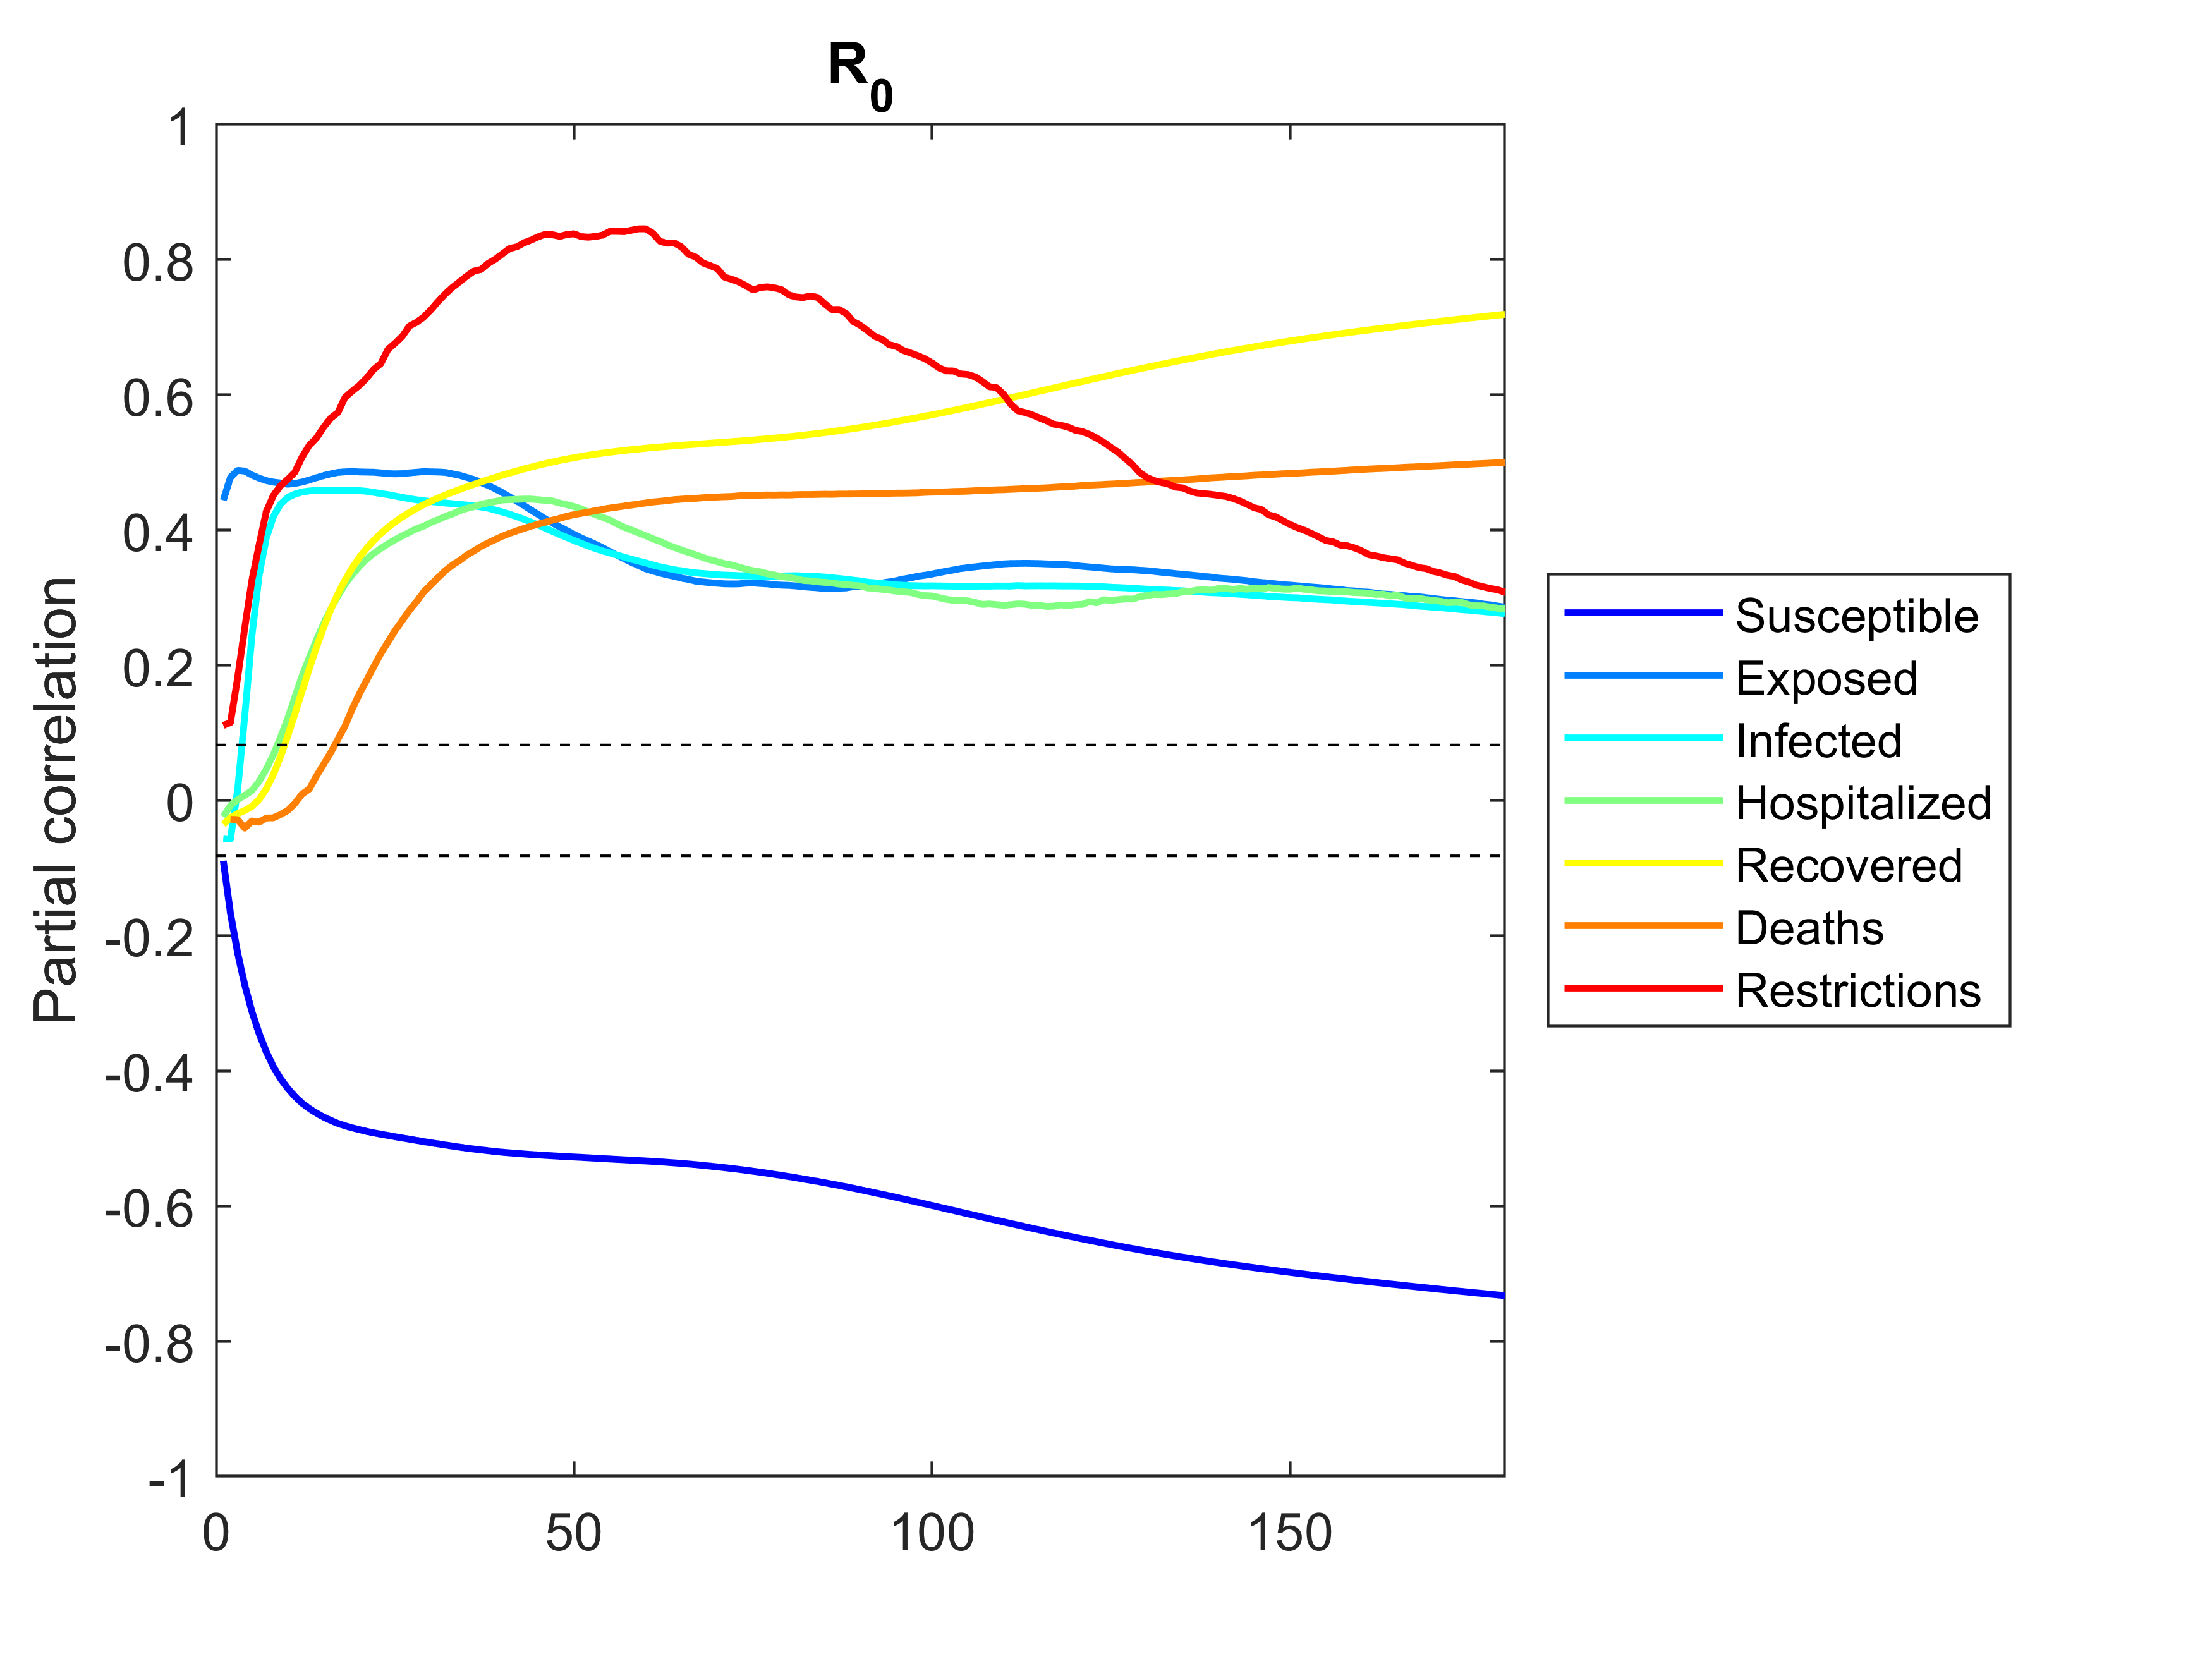 R0
1
0.8
0.6
0.4
0.2
0
-0.2
-0.4
-0.6
-0.8
-1
Partial correlation
0 50 100 150
Susceptible
Exposed
Infected
Hospitalized
Recovered
Deaths
Restrictions